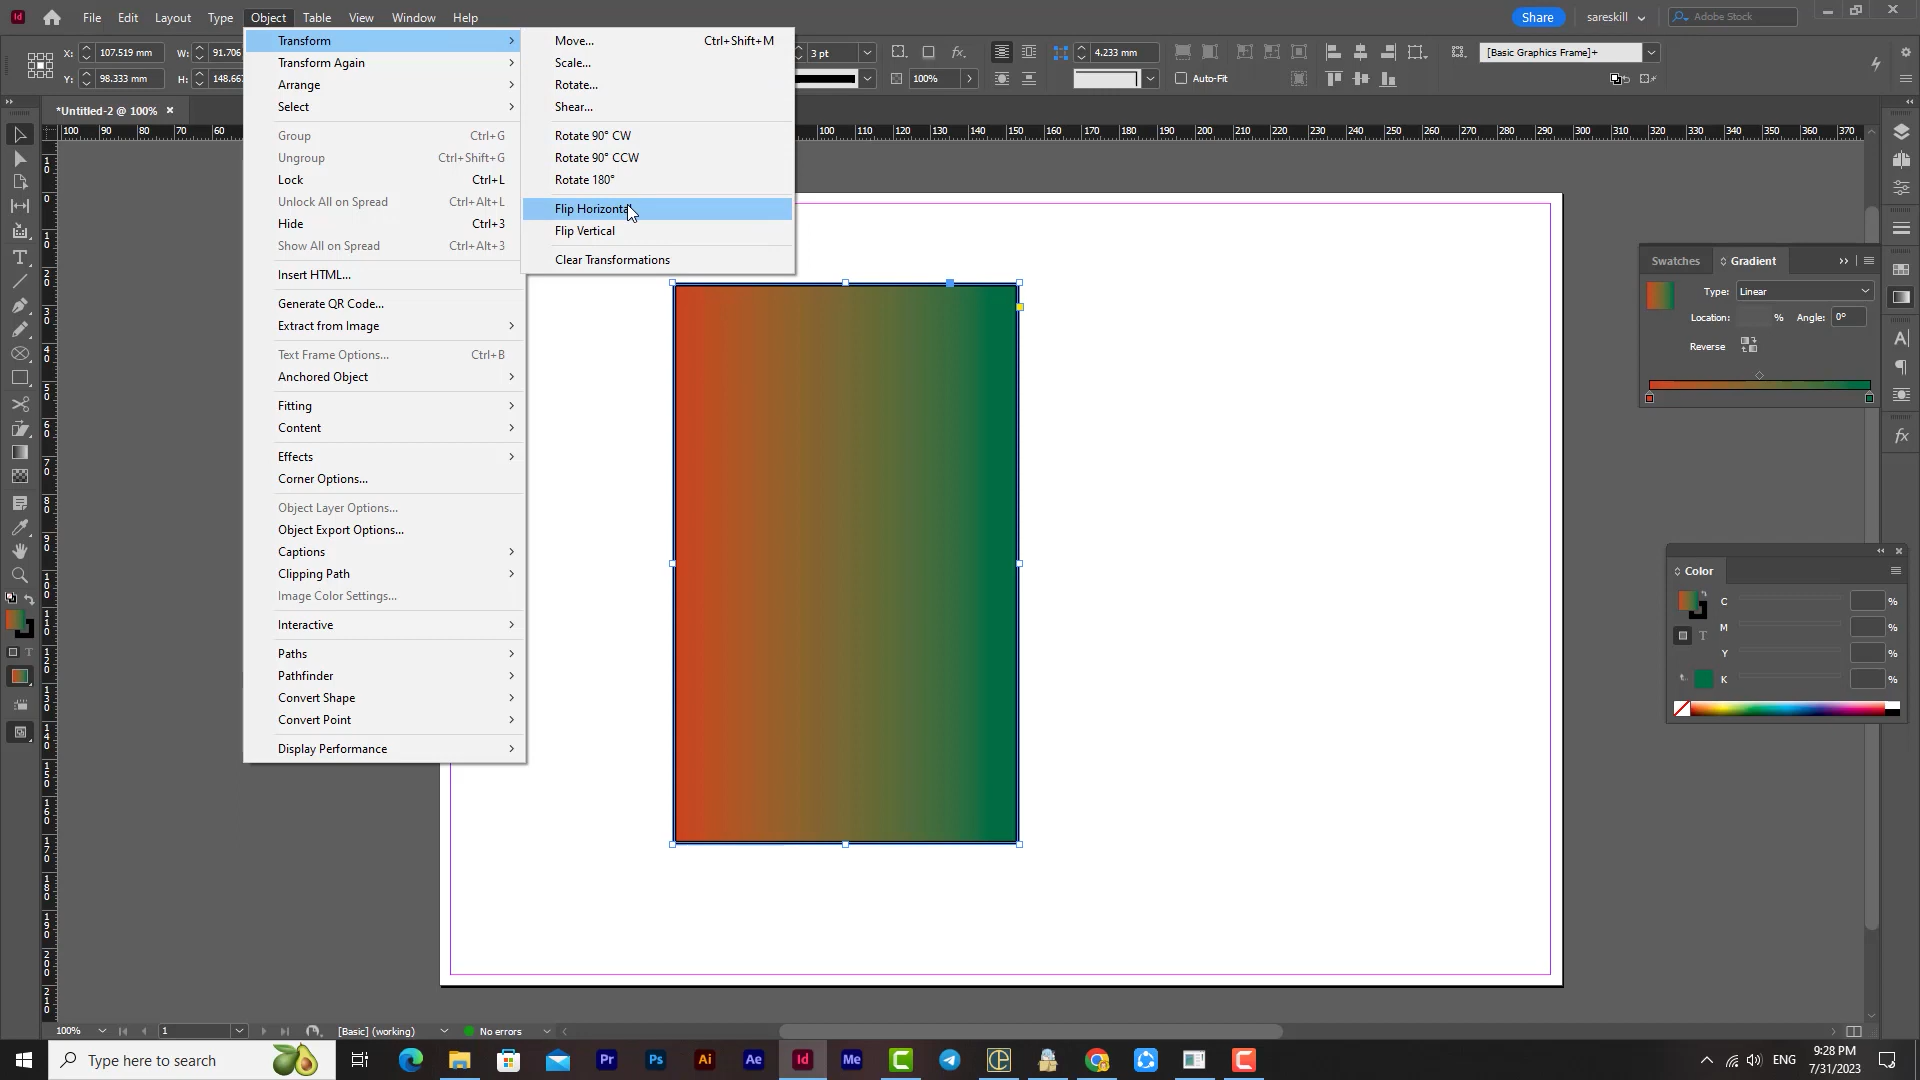 Id File Edit Layout Type Object Table View Window Help Share sareskill Adobe Stock
X: 107.519 mm W: 91.706 3 pt 4.233 mm [Basic Graphics Frame]+
Y: 98.333 mm H: 148.667 100% Auto-Fit
*Untitled-2 @ 100%
100 90 80 70 60 100 110 120 130 140 150 160 170 180 190 200 210 220 230 240 250 260 270 280 290 300 310 320 330 340 350 360 370
Transform
Transform Again
Arrange
Select
Group Ctrl+G
Ungroup Ctrl+Shift+G
Lock Ctrl+L
Unlock All on Spread Ctrl+Alt+L
Hide Ctrl+3
Show All on Spread Ctrl+Alt+3
Insert HTML...
Generate QR Code...
Extract from Image
Text Frame Options... Ctrl+B
Anchored Object
Fitting
Content
Effects
Corner Options...
Object Layer Options...
Object Export Options...
Captions
Clipping Path
Image Color Settings...
Interactive
Paths
Pathfinder
Convert Shape
Convert Point
Display Performance
Move... Ctrl+Shift+M
Scale...
Rotate...
Shear...
Rotate 90° CW
Rotate 90° CCW
Rotate 180°
Flip Horizontal
Flip Vertical
Clear Transformations
Swatches Gradient
Type: Linear
Location: % Angle: 0°
Reverse
Color
C %
M %
Y %
K %
100% 1 [Basic] (working) No errors
Type here to search Pr Ps Ai Ae Id Me ENG 9:28 PM
7/31/2023